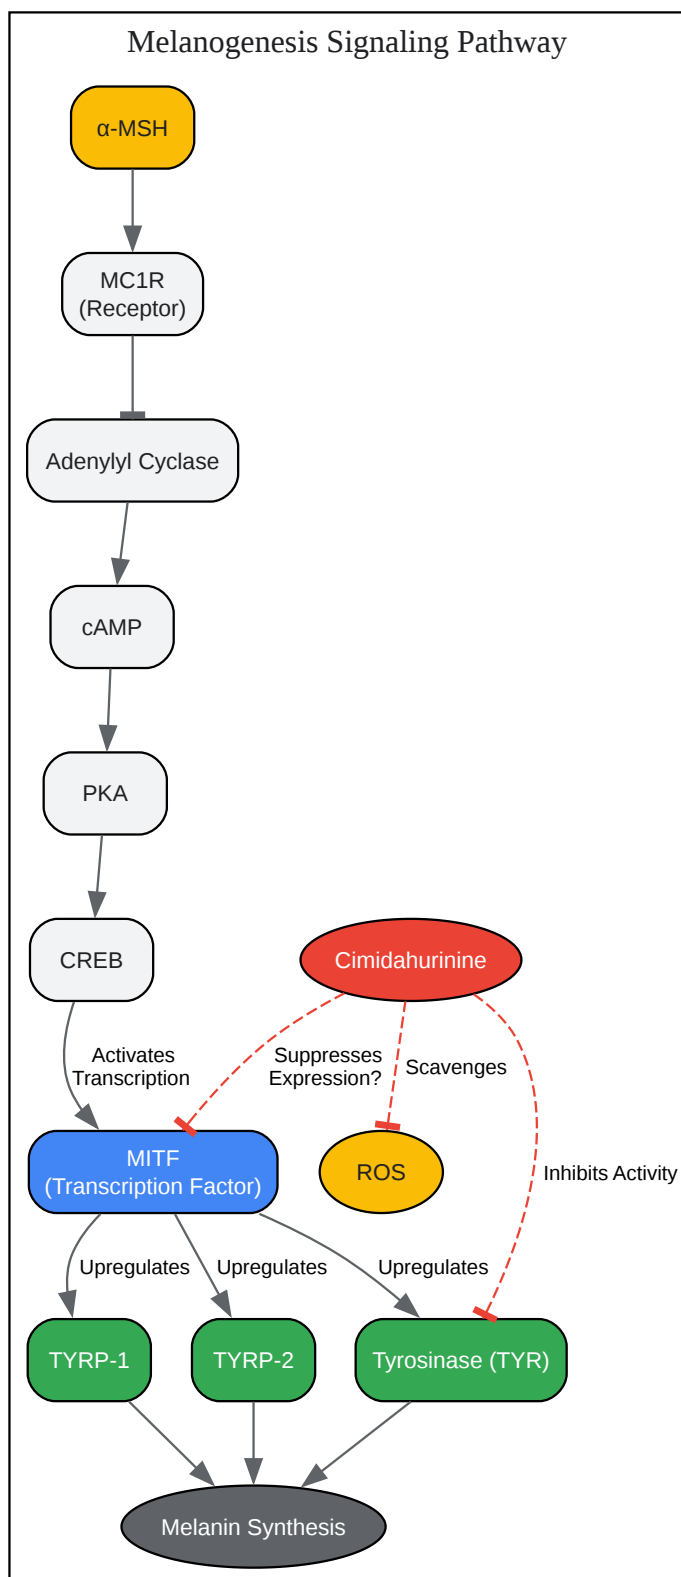 Melanogenesis Signaling Pathway
α-MSH
MC1R
(Receptor)
Adenylyl Cyclase
cAMP
PKA
CREB
Cimidahurinine
Activates
Transcription
Suppresses
Expression?
Scavenges
MITF
(Transcription Factor)
ROS
Inhibits Activity
Upregulates
Upregulates
Upregulates
TYRP-1
TYRP-2
Tyrosinase (TYR)
Melanin Synthesis